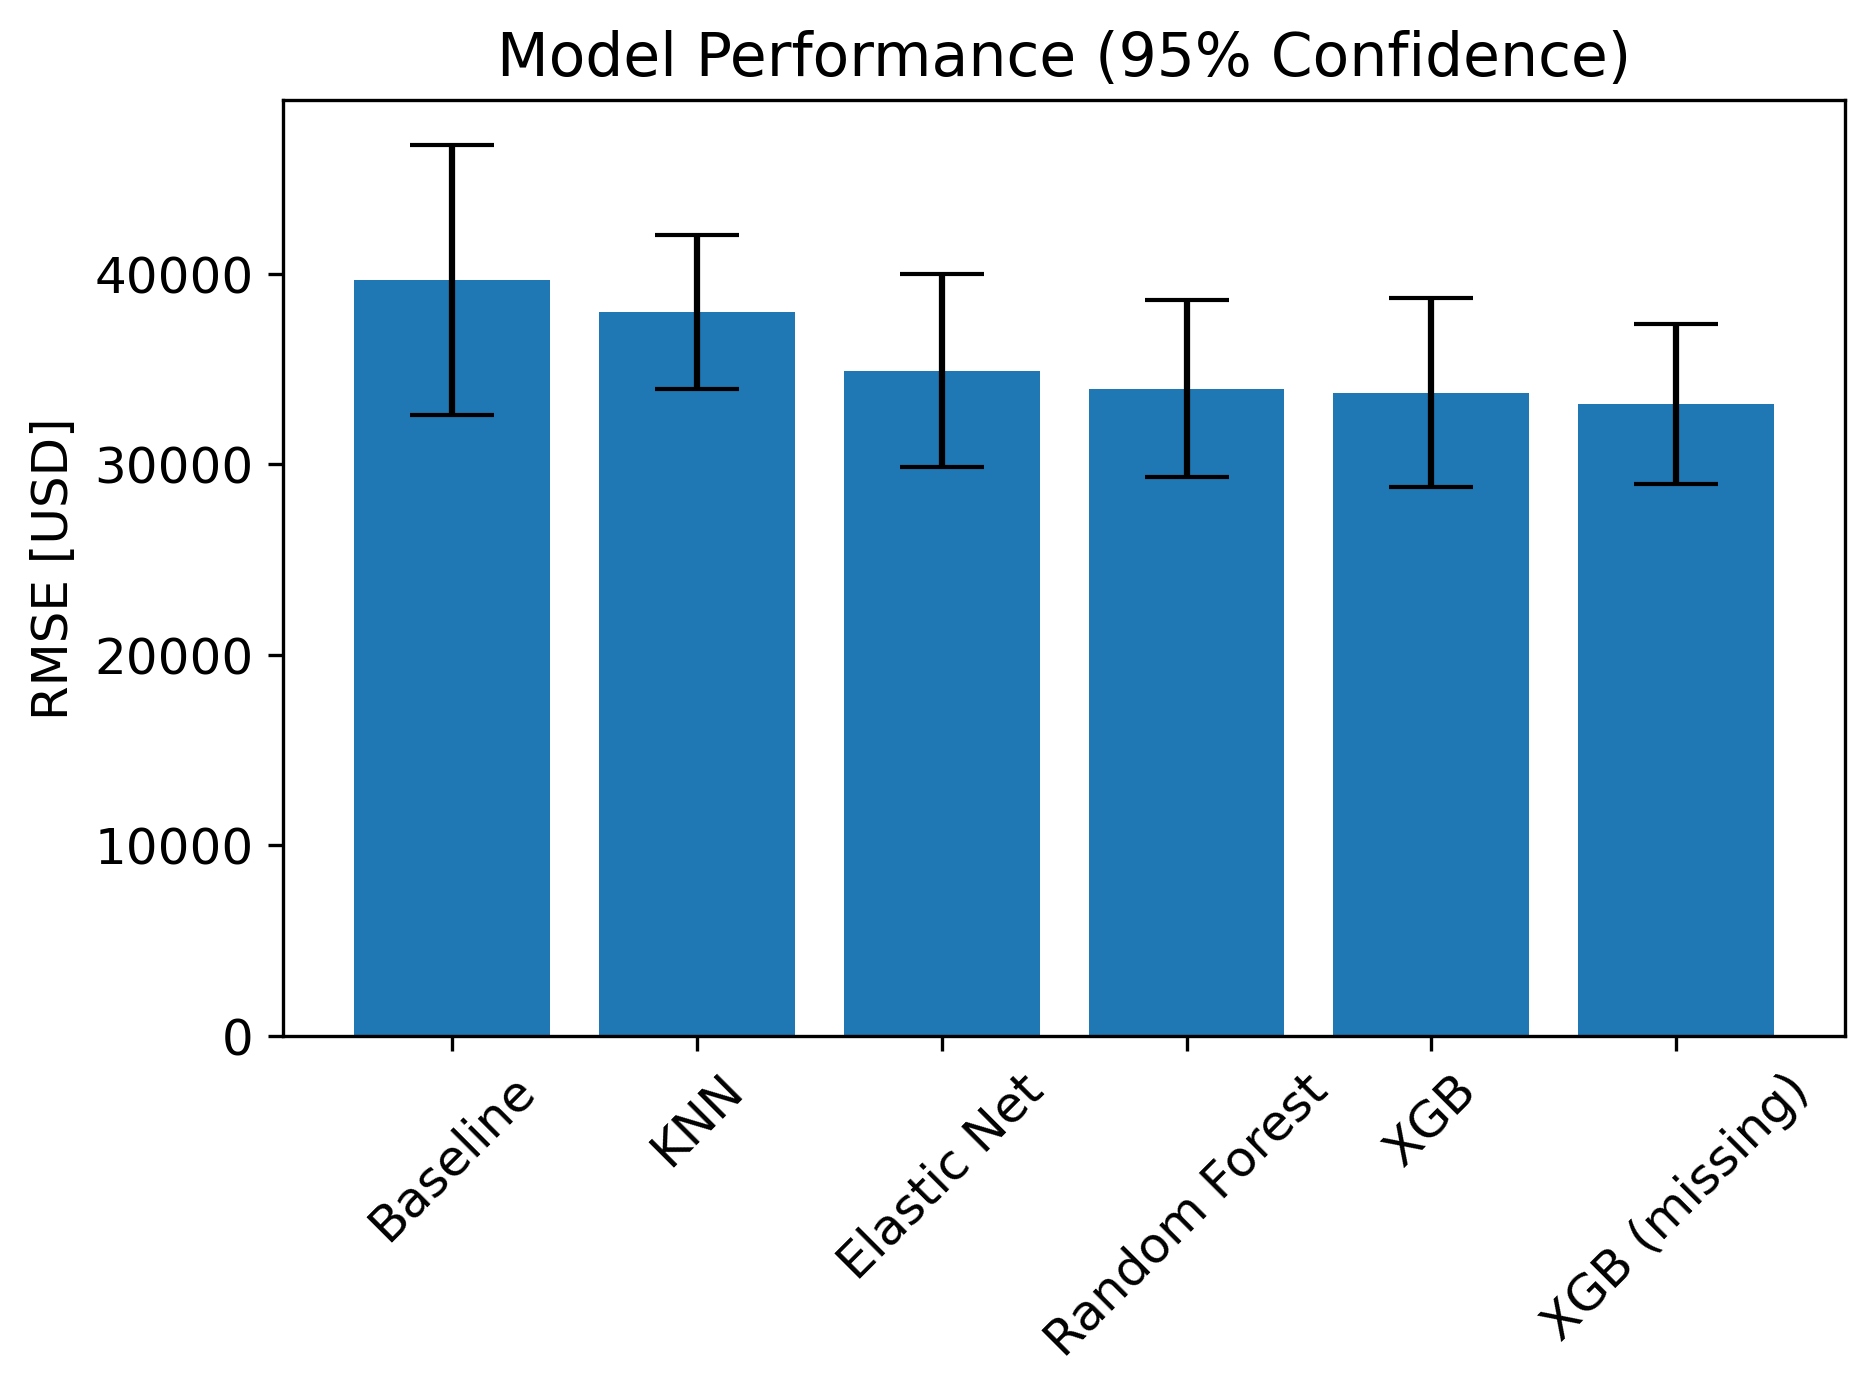 Model Performance (95% Confidence)
RMSE [USD]
40000
30000
20000
10000
0
Baseline
KNN
Elastic Net
Random Forest
XGB
XGB (missing)